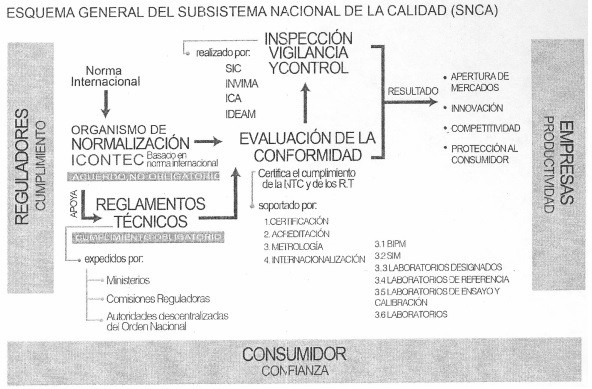 ESQUEMA GENERAL DEL SUBSISTEMA NACIONAL DE LA CALIDAD (SNCA)
REGULADORES
CUMPLIMIENTO
Norma
Internacional
ORGANISMO DE
NORMALIZACIÓN
ICONTEC Basado en
norma internacional
ACUERDO NO OBLIGATORIO
APOYA
REGLAMENTOS
TÉCNICOS
CUMPLIMIENTO OBLIGATORIO
expedidos por:
Ministerios
Comisiones Reguladoras
Autoridades descentralizadas
del Orden Nacional
INSPECCIÓN
VIGILANCIA
YCONTROL
realizado por:
SIC
INVIMA
ICA
IDEAM
EVALUACIÓN DE LA
CONFORMIDAD
Certifica el cumplimiento
de la NTC y de los R.T
soportado por:
1.CERTIFICACIÓN
2. ACREDITACIÓN
3. METROLOGÍA
4. INTERNACIONALIZACIÓN
3.1 BIPM
3.2 SIM
3.3 LABORATORIOS DESIGNADOS
3.4 LABORATORIOS DE REFERENCIA
3.5 LABORATORIOS DE ENSAYO Y
CALIBRACIÓN
3.6 LABORATORIOS
RESULTADO
• APERTURA DE
MERCADOS
• INNOVACIÓN
• COMPETITIVIDAD
• PROTECCIÓN AL
CONSUMIDOR
EMPRESAS
PRODUCTIVIDAD
CONSUMIDOR
CONFIANZA